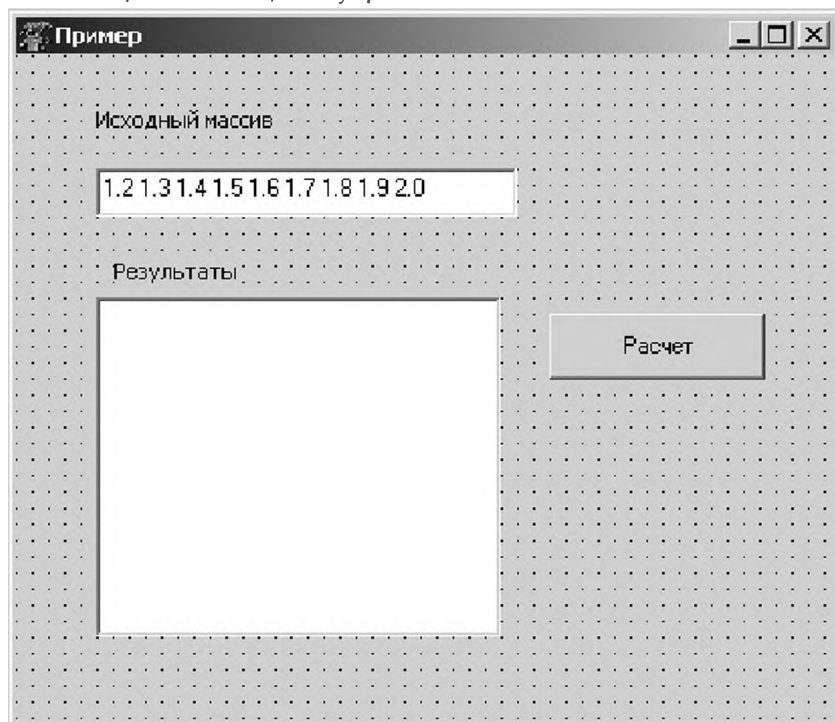 Пример
Исходный массив
1.2 1.3 1.4 1.5 1.6 1.7 1.8 1.9 2.0
Результаты
Расчет